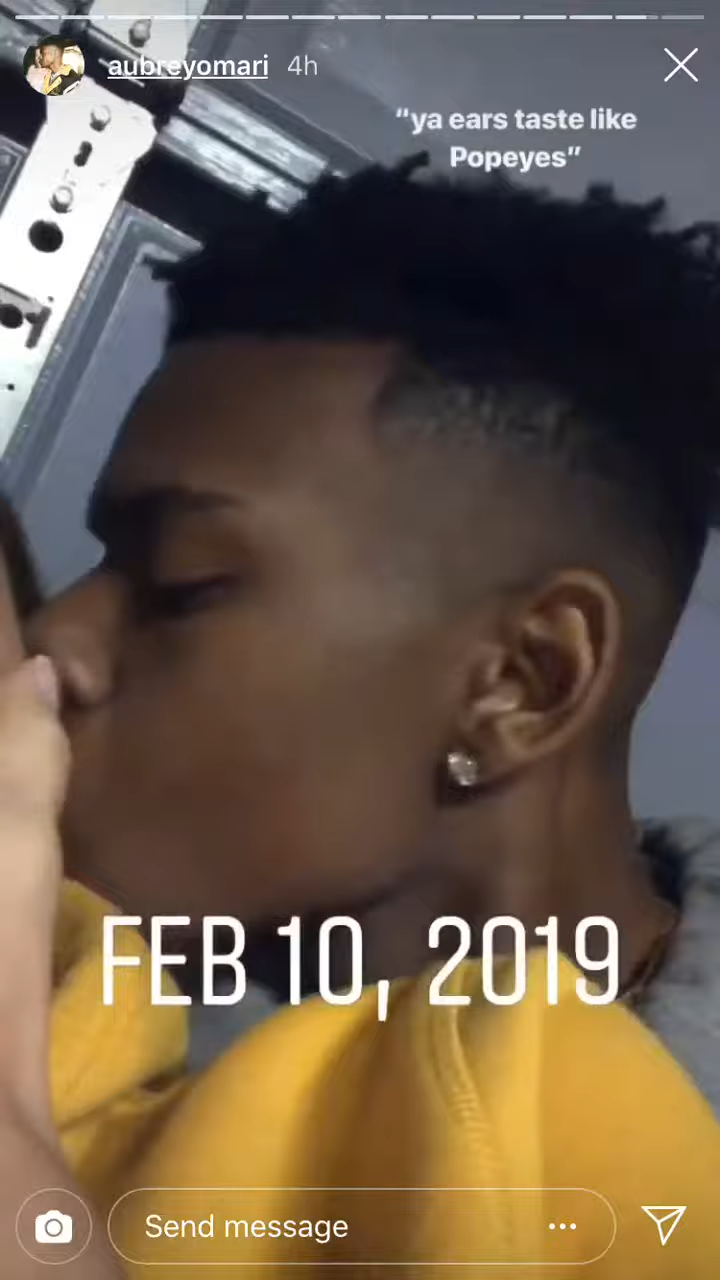 aubreyomari 4h
“ya ears taste like
Popeyes”
FEB 10, 2019
Send message